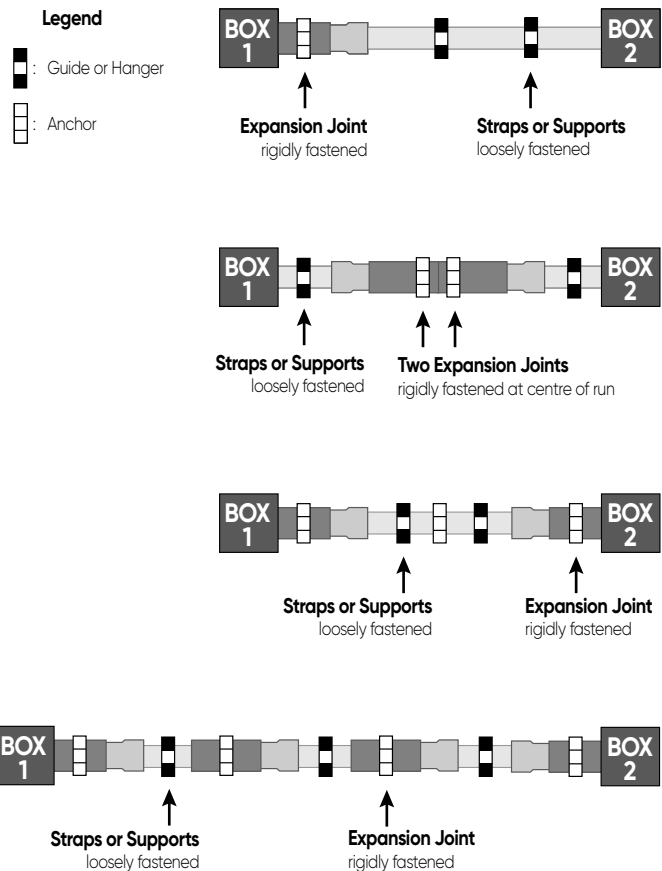 Legend
: Guide or Hanger
: Anchor
BOX
1
BOX
2
Expansion Joint
rigidly fastened
Straps or Supports
loosely fastened
BOX
1
BOX
2
Straps or Supports
loosely fastened
Two Expansion Joints
rigidly fastened at centre of run
BOX
1
BOX
2
Straps or Supports
loosely fastened
Expansion Joint
rigidly fastened
BOX
1
BOX
2
Straps or Supports
loosely fastened
Expansion Joint
rigidly fastened